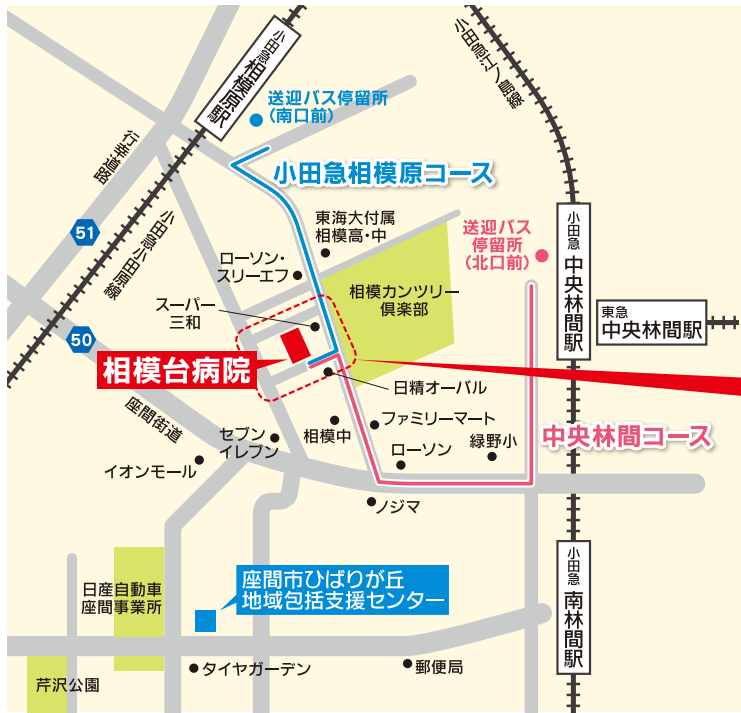 小田急
相模原駅
小田急江ノ島線
送迎バス停留所
（南口前）
行幸道路
小田急相模原コース
51
小田急小田原線
東海大付属
相模高・中
送迎バス
停留所
（北口前）
小田急
中央林間駅
ローソン・
スリーエフ
相模カンツリー
倶楽部
スーパー
三和
東急
中央林間駅
50
相模台病院
日精オーバル
座間街道
セブン
イレブン
相模中
ファミリーマート
中央林間コース
イオンモール
ローソン
緑野小
ノジマ
小田急
南林間駅
日産自動車
座間事業所
座間市ひばりが丘
地域包括支援センター
芹沢公園
タイヤガーデン
郵便局